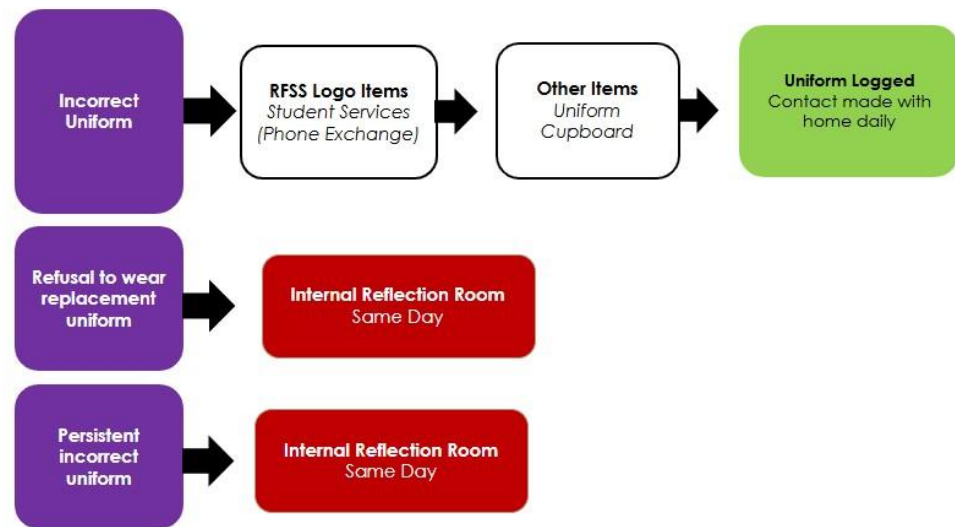 Incorrect
Uniform
RFSS Logo Items
Student Services
(Phone Exchange)
Other Items
Uniform
Cupboard
Uniform Logged
Contact made with
home daily
Refusal to wear
replacement
uniform
Internal Reflection Room
Same Day
Persistent
incorrect
uniform
Internal Reflection Room
Same Day